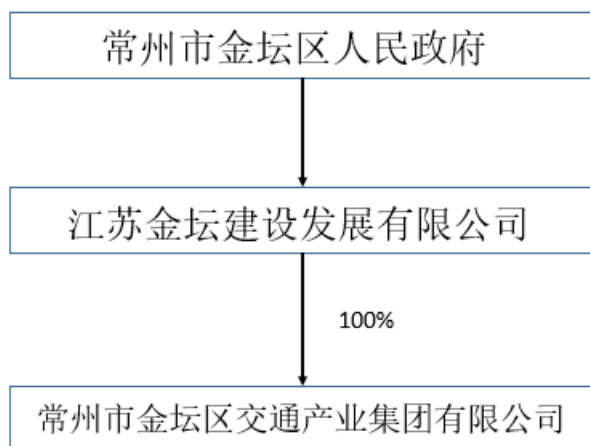 常州市金坛区人民政府
江苏金坛建设发展有限公司
100%
常州市金坛区交通产业集团有限公司